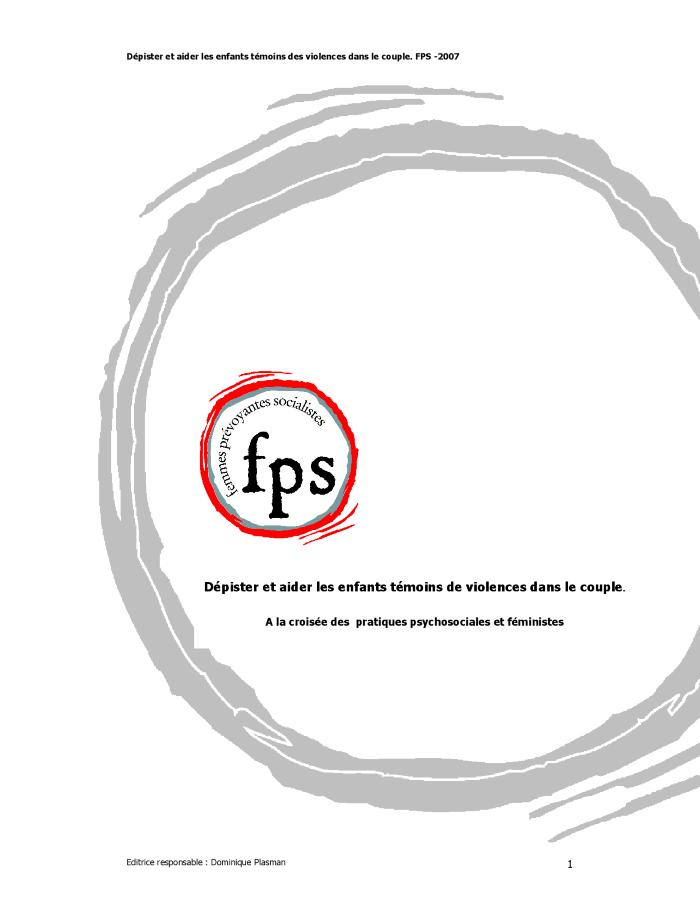 Dépister et aider les enfants témoins des violences dans le couple. FPS -2007
femmes prévoyantes socialistes
fps
Dépister et aider les enfants témoins de violences dans le couple.
A la croisée des  pratiques psychosociales et féministes
Editrice responsable : Dominique Plasman
1